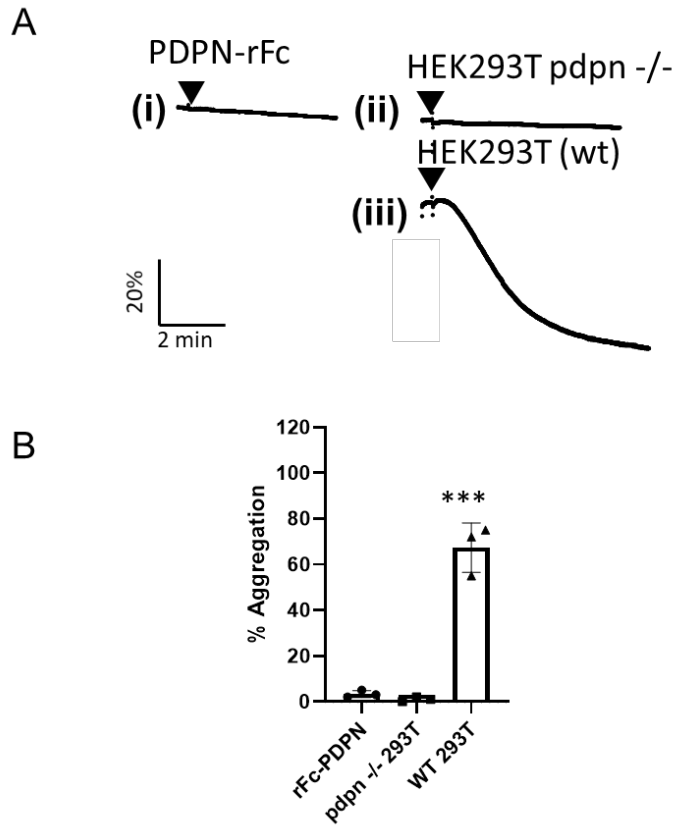 A
PDPN-rFc
HEK293T pdpn -/-
(i)
(ii)
HEK293T (wt)
(iii)
20%
2 min
B
120
100
80
60
40
20
0
% Aggregation
***
rFc-PDPN
pdpn -/- 293T
WT 293T